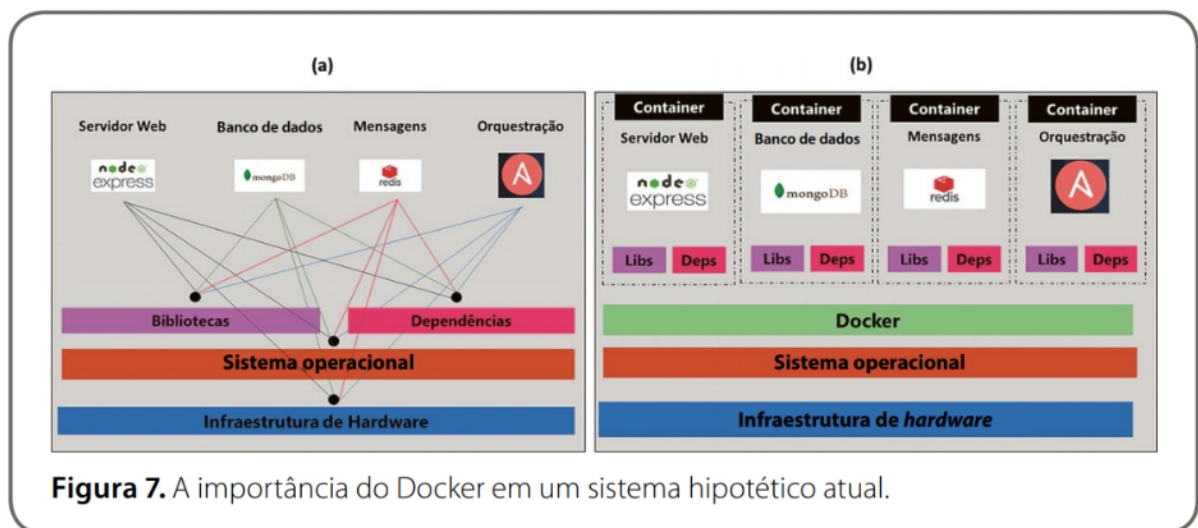 (a)
Servidor Web
Banco de dados
Mensagens
Orquestração
node
express
mongoDB
redis
A
Bibliotecas
Dependências
Sistema operacional
Infraestrutura de Hardware
(b)
Container
Container
Container
Container
Servidor Web
Banco de dados
Mensagens
Orquestração
node
express
mongoDB
redis
A
Libs
Deps
Libs
Deps
Libs
Deps
Libs
Deps
Docker
Sistema operacional
Infraestrutura de hardware
Figura 7. A importância do Docker em um sistema hipotético atual.